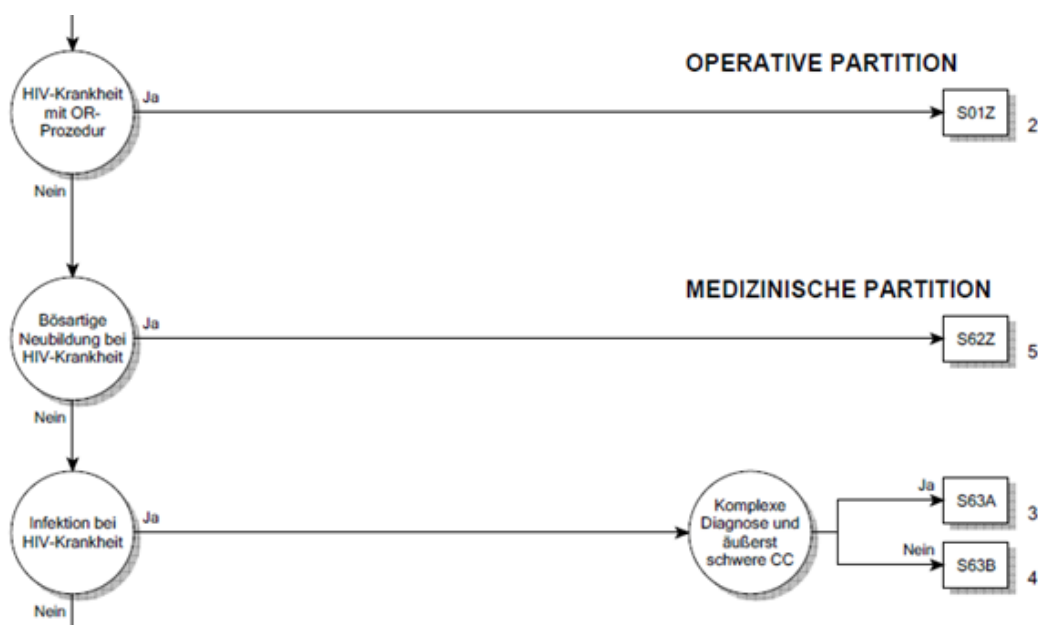 OPERATIVE PARTITION
HIV-Krankheit
mit OR-
Prozedur
Ja
S01Z
2
Nein
MEDIZINISCHE PARTITION
Bösartige
Neubildung bei
HIV-Krankheit
Ja
S62Z
5
Nein
Infektion bei
HIV-Krankheit
Ja
Komplexe
Diagnose und
äußerst
schwere CC
Ja
S63A
3
Nein
S63B
4
Nein